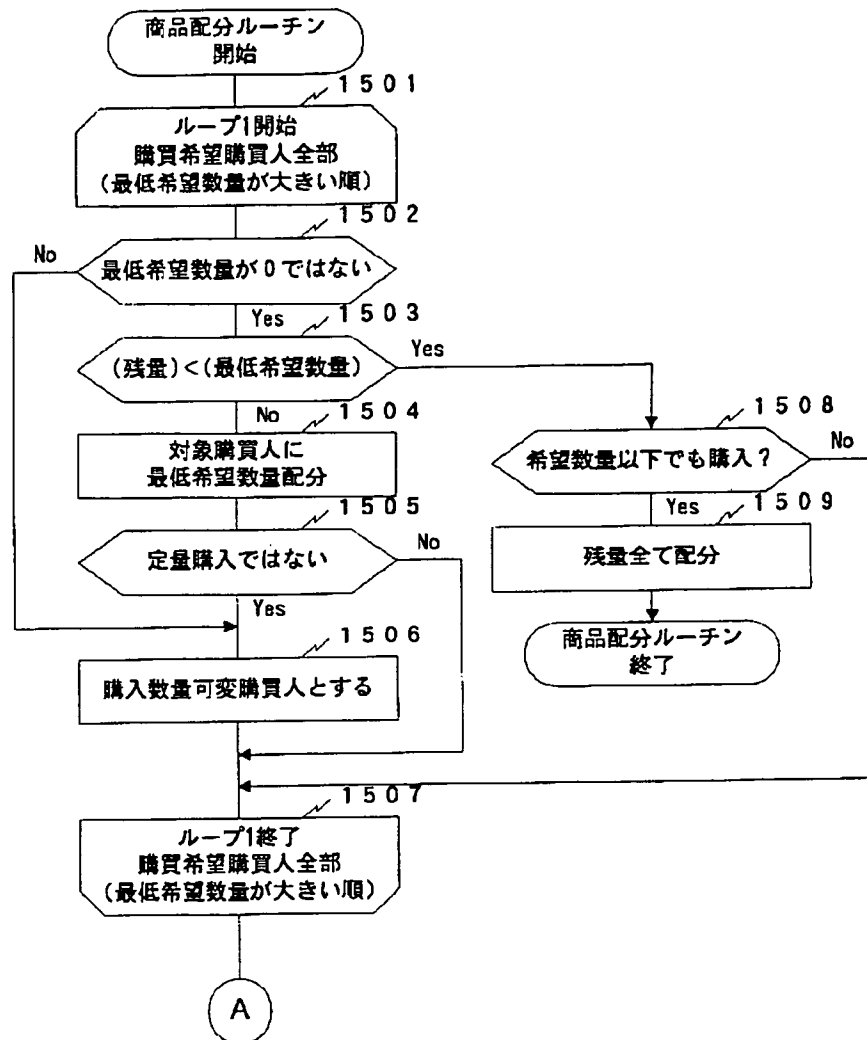 商品配分ルーチン
開始
1501
ループ1開始
購買希望購買人全部
(最低希望数量が大きい順)
1502
No
最低希望数量が0ではない
Yes
1503
(残量)<(最低希望数量)
Yes
No
1504
対象購買人に
最低希望数量配分
1505
定量購入ではない
No
Yes
1506
購入数量可変購買人とする
1507
ループ1終了
購買希望購買人全部
(最低希望数量が大きい順)
A
1508
希望数量以下でも購入?
No
Yes
1509
残量全て配分
商品配分ルーチン
終了